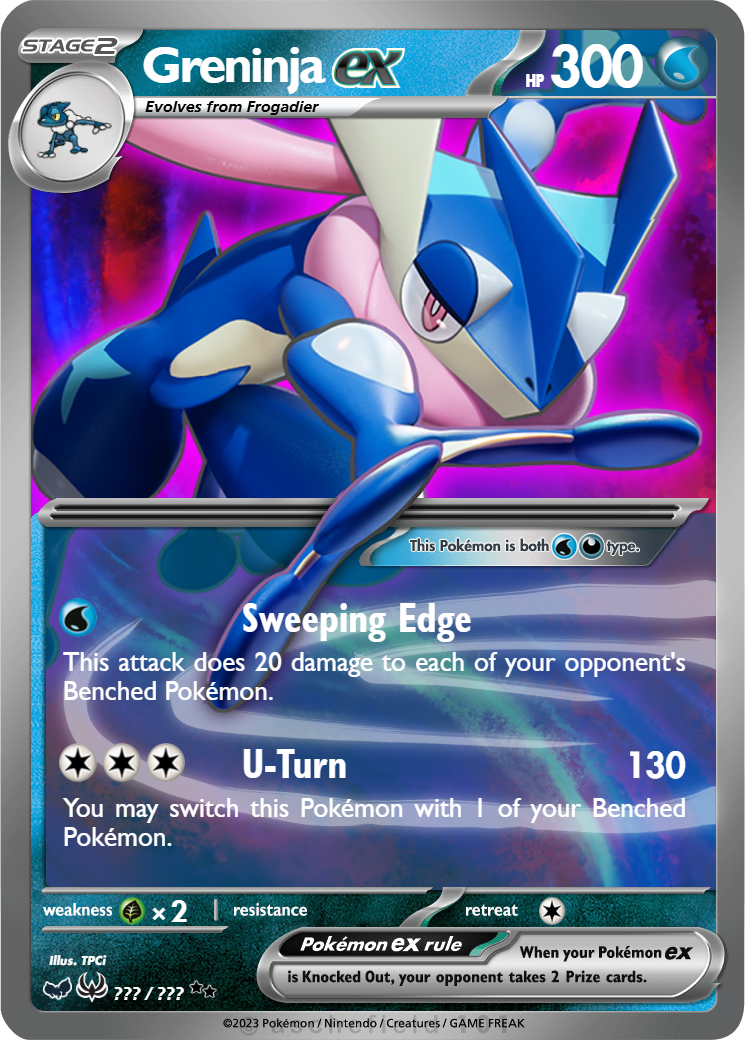 STAGE2
Greninja ex
HP 300
Evolves from Frogadier
This Pokémon is both type.
Sweeping Edge
This attack does 20 damage to each of your opponent's
Benched Pokémon.
U-Turn 130
You may switch this Pokémon with 1 of your Benched
Pokémon.
weakness ×2 resistance retreat
Pokémon ex rule
When your Pokémon ex
is Knocked Out, your opponent takes 2 Prize cards.
Illus. TPCi
??? / ???
©2023 Pokémon / Nintendo / Creatures / GAME FREAK